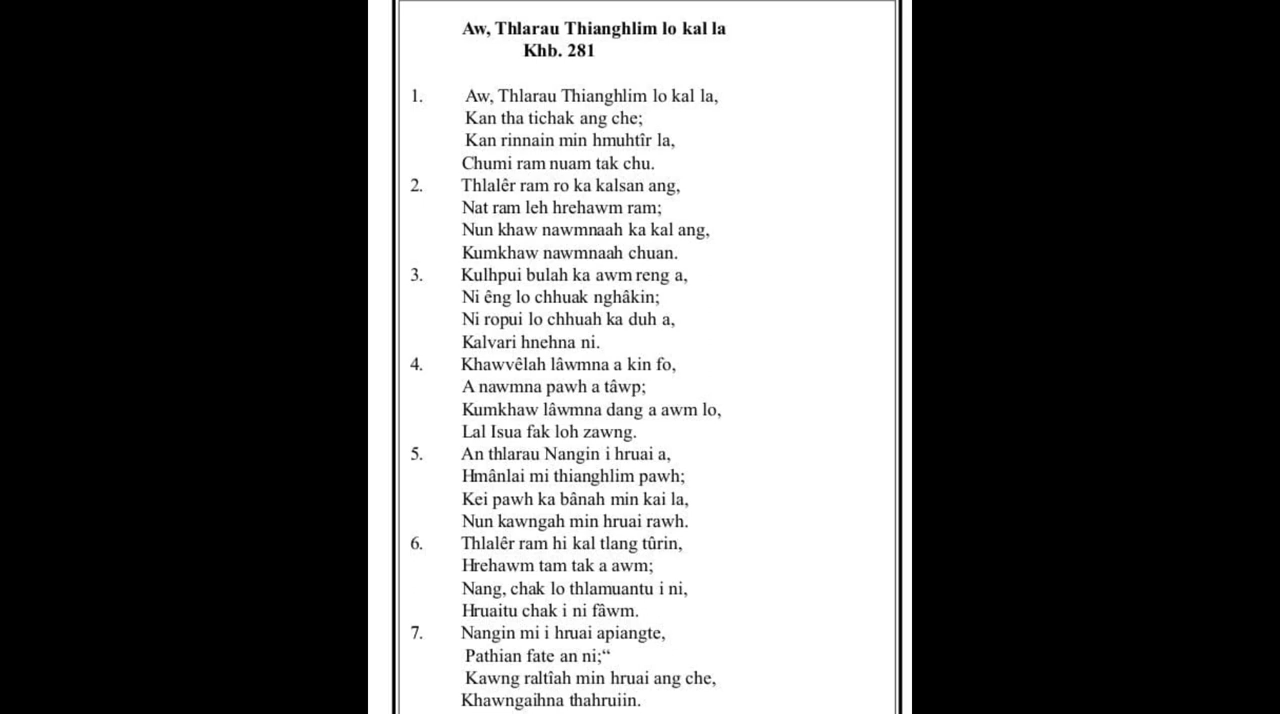 Aw, Thlarau Thianghlim lo kal la
Khb. 281
1. Aw, Thlarau Thianghlim lo kal la,
Kan tha tichak ang che;
Kan rinnain min hmuhtîr la,
Chumi ram nuam tak chu.
2. Thlalêr ram ro ka kalsan ang,
Nat ram leh hrehawm ram;
Nun khaw nawmnaah ka kal ang,
Kumkhaw nawmnaah chuan.
3. Kulhpui bulah ka awm reng a,
Ni êng lo chhuak nghâkin;
Ni ropui lo chhuah ka duh a,
Kalvari hnehna ni.
4. Khawvêlah lâwmna a kin fo,
A nawmna pawh a tâwp;
Kumkhaw lâwmna dang a awm lo,
Lal Isua fak loh zawng.
5. An thlarau Nangin i hruai a,
Hmânlai mi thianghlim pawh;
Kei pawh ka bânah min kai la,
Nun kawngah min hruai rawh.
6. Thlalêr ram hi kal tlang tûrin,
Hrehawm tam tak a awm;
Nang, chak lo thlamuantu i ni,
Hruaitu chak i ni fâwm.
7. Nangin mi i hruai apiangte,
Pathian fate an ni;“
Kawng raltîah min hruai ang che,
Khawngaihna thahruiin.